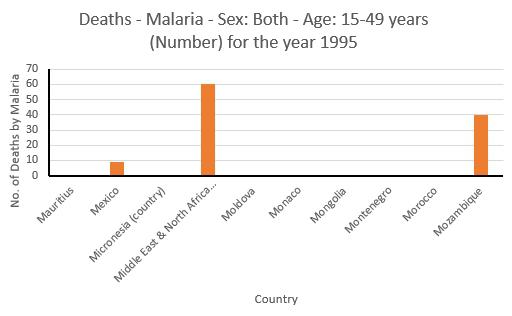 Deaths - Malaria - Sex: Both - Age: 15-49 years
(Number) for the year 1995
No. of Deaths by Malaria
70
60
50
40
30
20
10
0
Mauritius
Mexico
Micronesia (country)
Middle East & North Africa...
Moldova
Monaco
Mongolia
Montenegro
Morocco
Mozambique
Country